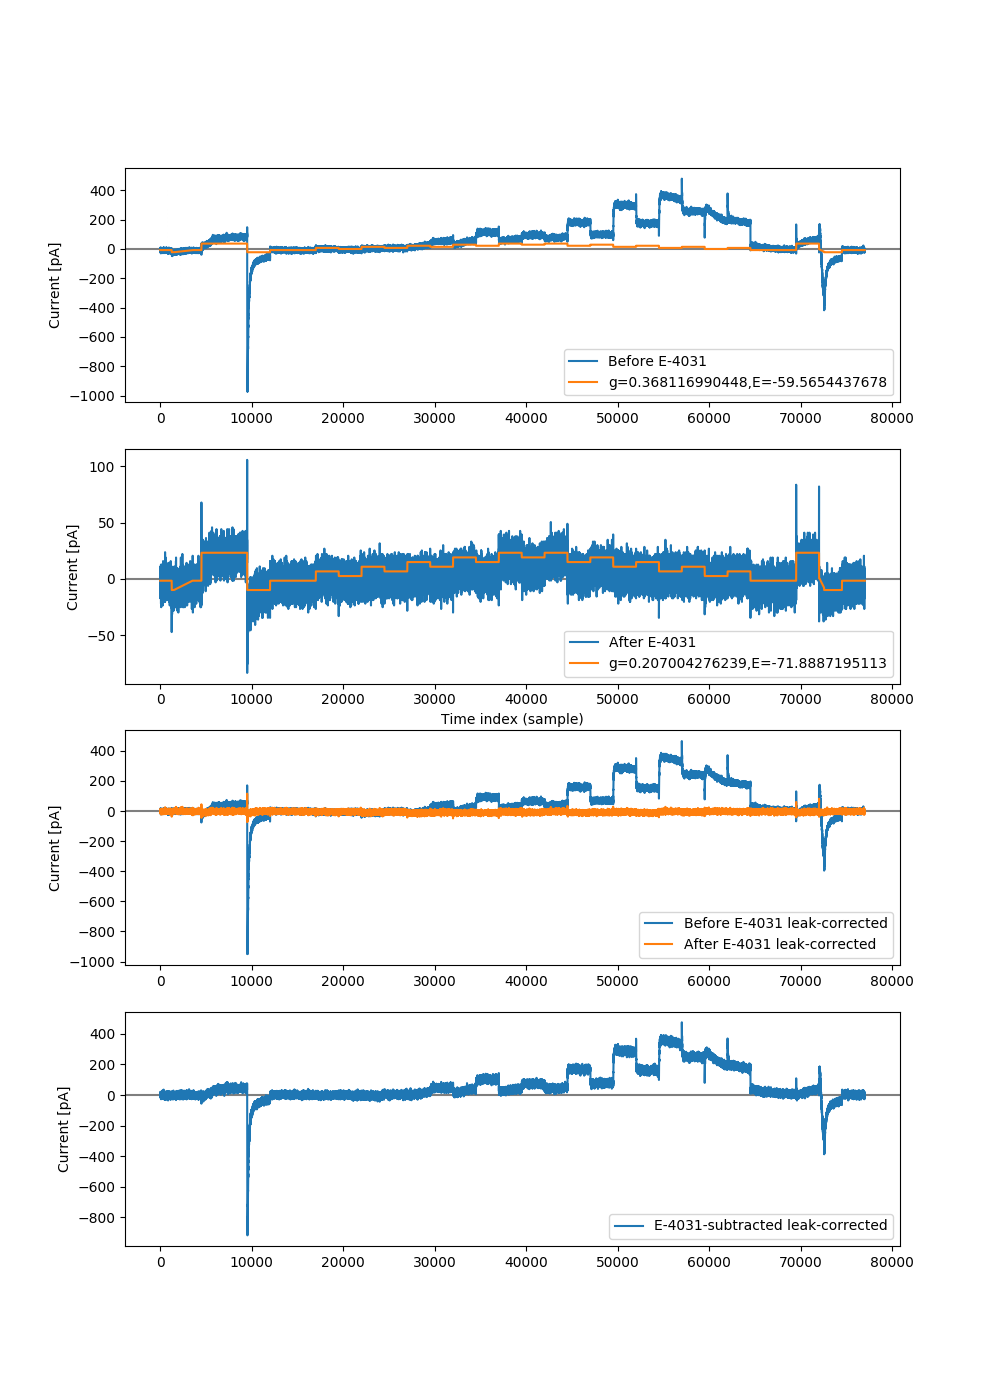 400
200
0
−200
−400
−600
−800
−1000
Current [pA]
Before E-4031
g=0.368116990448,E=-59.5654437678
0 10000 20000 30000 40000 50000 60000 70000 80000
100
50
0
−50
Current [pA]
After E-4031
g=0.207004276239,E=-71.8887195113
0 10000 20000 30000 40000 50000 60000 70000 80000
Time index (sample)
400
200
0
−200
−400
−600
−800
−1000
Current [pA]
Before E-4031 leak-corrected
After E-4031 leak-corrected
0 10000 20000 30000 40000 50000 60000 70000 80000
400
200
0
−200
−400
−600
−800
Current [pA]
E-4031-subtracted leak-corrected
0 10000 20000 30000 40000 50000 60000 70000 80000